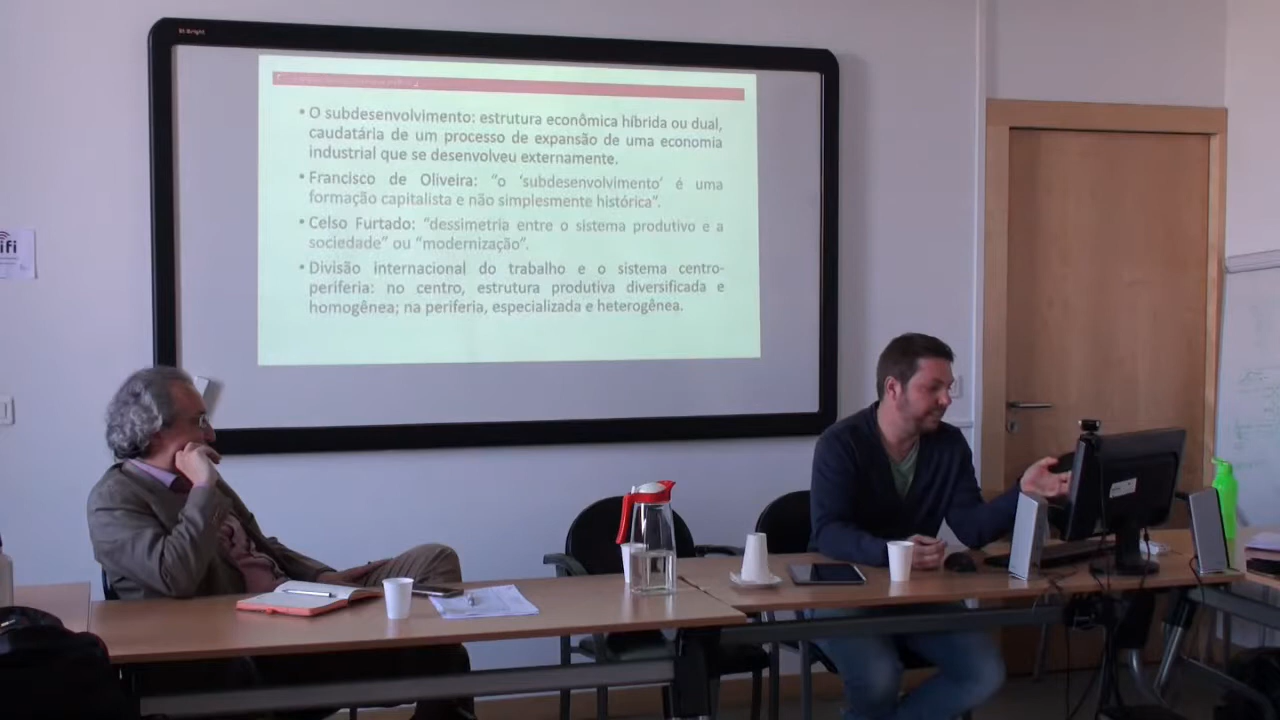 • O subdesenvolvimento: estrutura econômica híbrida ou dual,
caudatária de um processo de expansão de uma economia
industrial que se desenvolveu externamente.
• Francisco de Oliveira: “o ‘subdesenvolvimento’ é uma
formação capitalista e não simplesmente histórica”.
• Celso Furtado: “dessimetria entre o sistema produtivo e a
sociedade” ou “modernização”.
• Divisão internacional do trabalho e o sistema centro-
periferia: no centro, estrutura produtiva diversificada e
homogênea; na periferia, especializada e heterogênea.
ifi